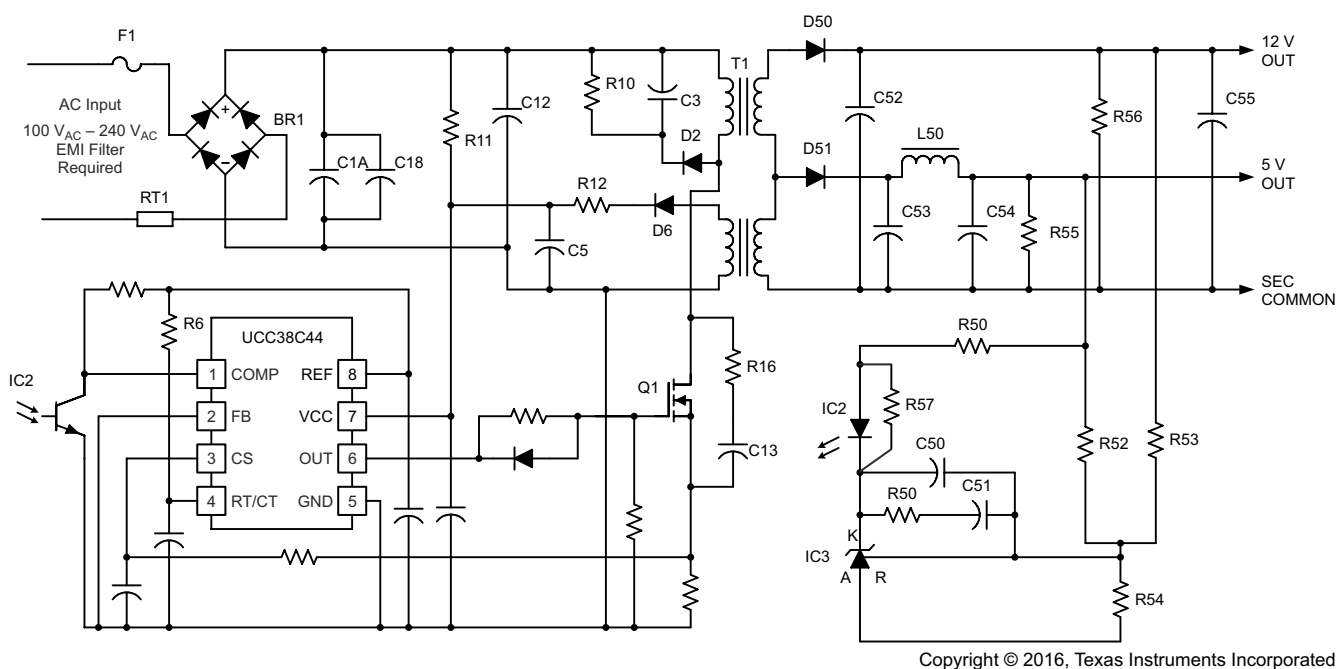 F1
AC Input
100 VAC – 240 VAC
EMI Filter
Required
RT1
+
–
BR1
C1A
C18
R11
C12
R10
C3
D2
T1
D50
D51
C52
L50
R56
C55
12 V
OUT
5 V
OUT
C53
C54
R55
R12
D6
C5
SEC
COMMON
R6
UCC38C44
IC2
1 COMP
REF 8
2 FB
VCC 7
3 CS
OUT 6
4 RT/CT
GND 5
Q1
R16
C13
R50
IC2
R57
C50
R52
R53
R50
C51
K
IC3
A
R
R54
Copyright © 2016, Texas Instruments Incorporated